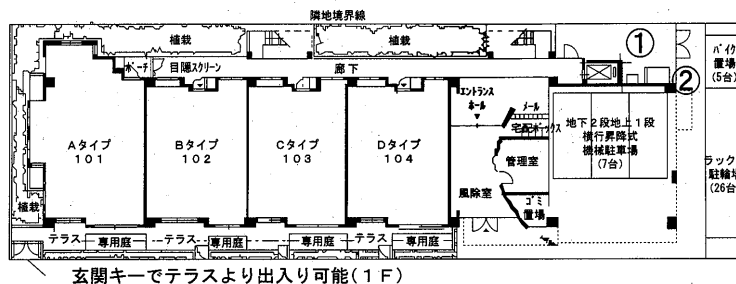 隣地境界線
植栽
植栽
①
バイク
置場
(5台)
ポーチ
目隠スクリーン
廊下
②
エントランス
ホール
メール
宅配ボックス
地下2段地上1段
横行昇降式
機械駐車場
(7台)
Aタイプ
101
Bタイプ
102
Cタイプ
103
Dタイプ
104
管理室
ラック
駐輪場
(26台)
植栽
風除室
ゴミ
置場
テラス
専用庭
テラス
専用庭
専用庭
テラス
専用庭
玄関キーでテラスより出入り可能(1F)